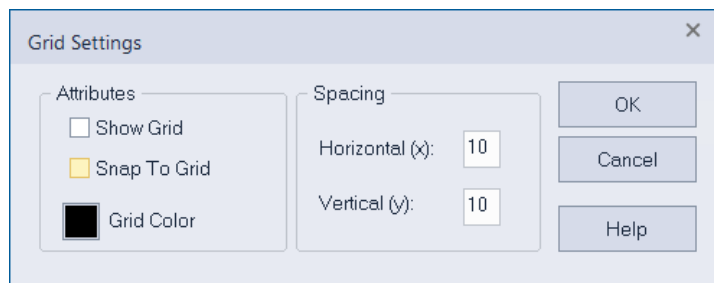 Grid Settings
Attributes
Show Grid
Snap To Grid
Grid Color
Spacing
Horizontal (x): 10
Vertical (y): 10
OK
Cancel
Help